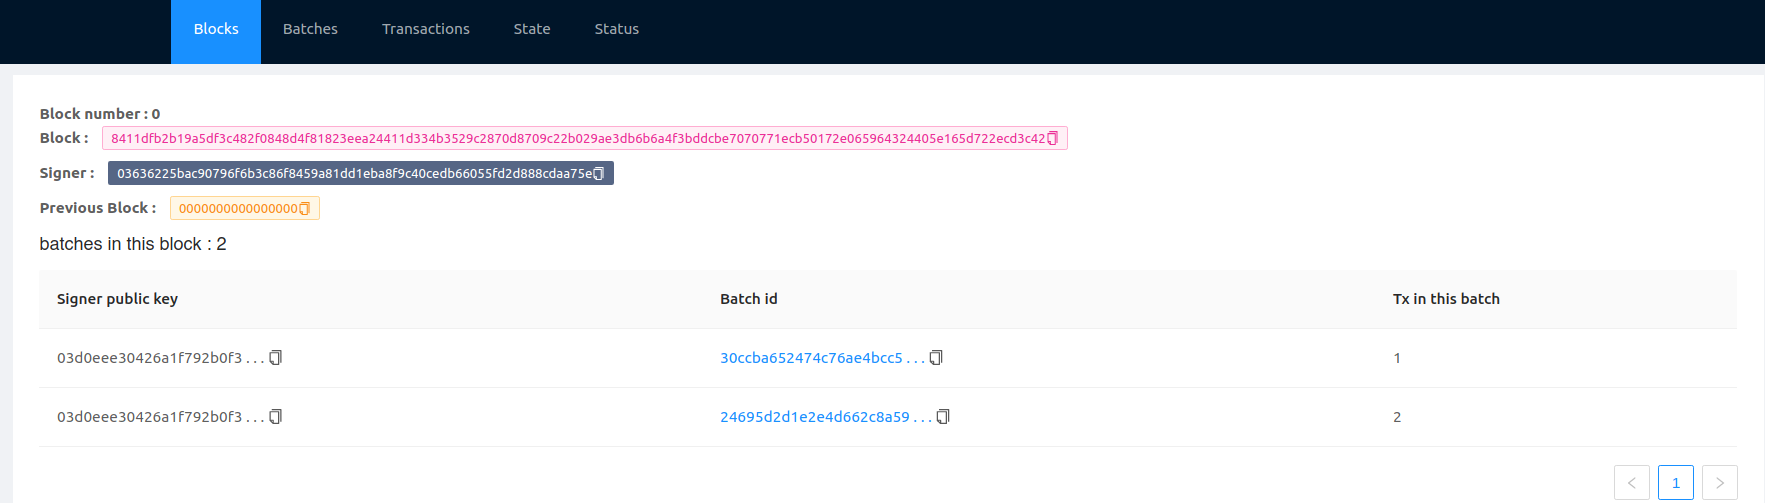 Blocks Batches Transactions State Status
Block number : 0
Block : 8411dfb2b19a5df3c482f0848d4f81823eea24411d334b3529c2870d8709c22b029ae3db6b6a4f3bddcbe7070771ecb50172e065964324405e165d722ecd3c42
Signer : 03636225bac90796f6b3c86f8459a81dd1eba8f9c40cedb66055fd2d888cdaa75e
Previous Block : 0000000000000000
batches in this block : 2
Signer public key Batch id Tx in this batch
03d0eee30426a1f792b0f3 . . . 30ccba652474c76ae4bcc5 . . . 1
03d0eee30426a1f792b0f3 . . . 24695d2d1e2e4d662c8a59 . . . 2
< 1 >